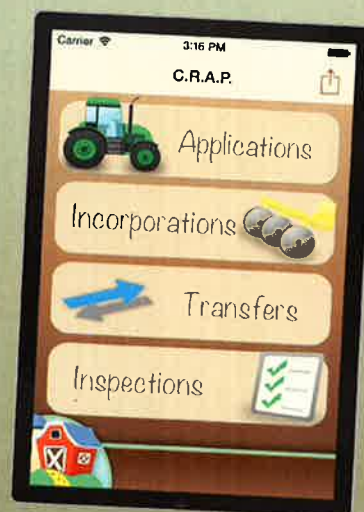 Carrier 3:16 PM
C.R.A.P.
Applications
Incorporations
Transfers
Inspections